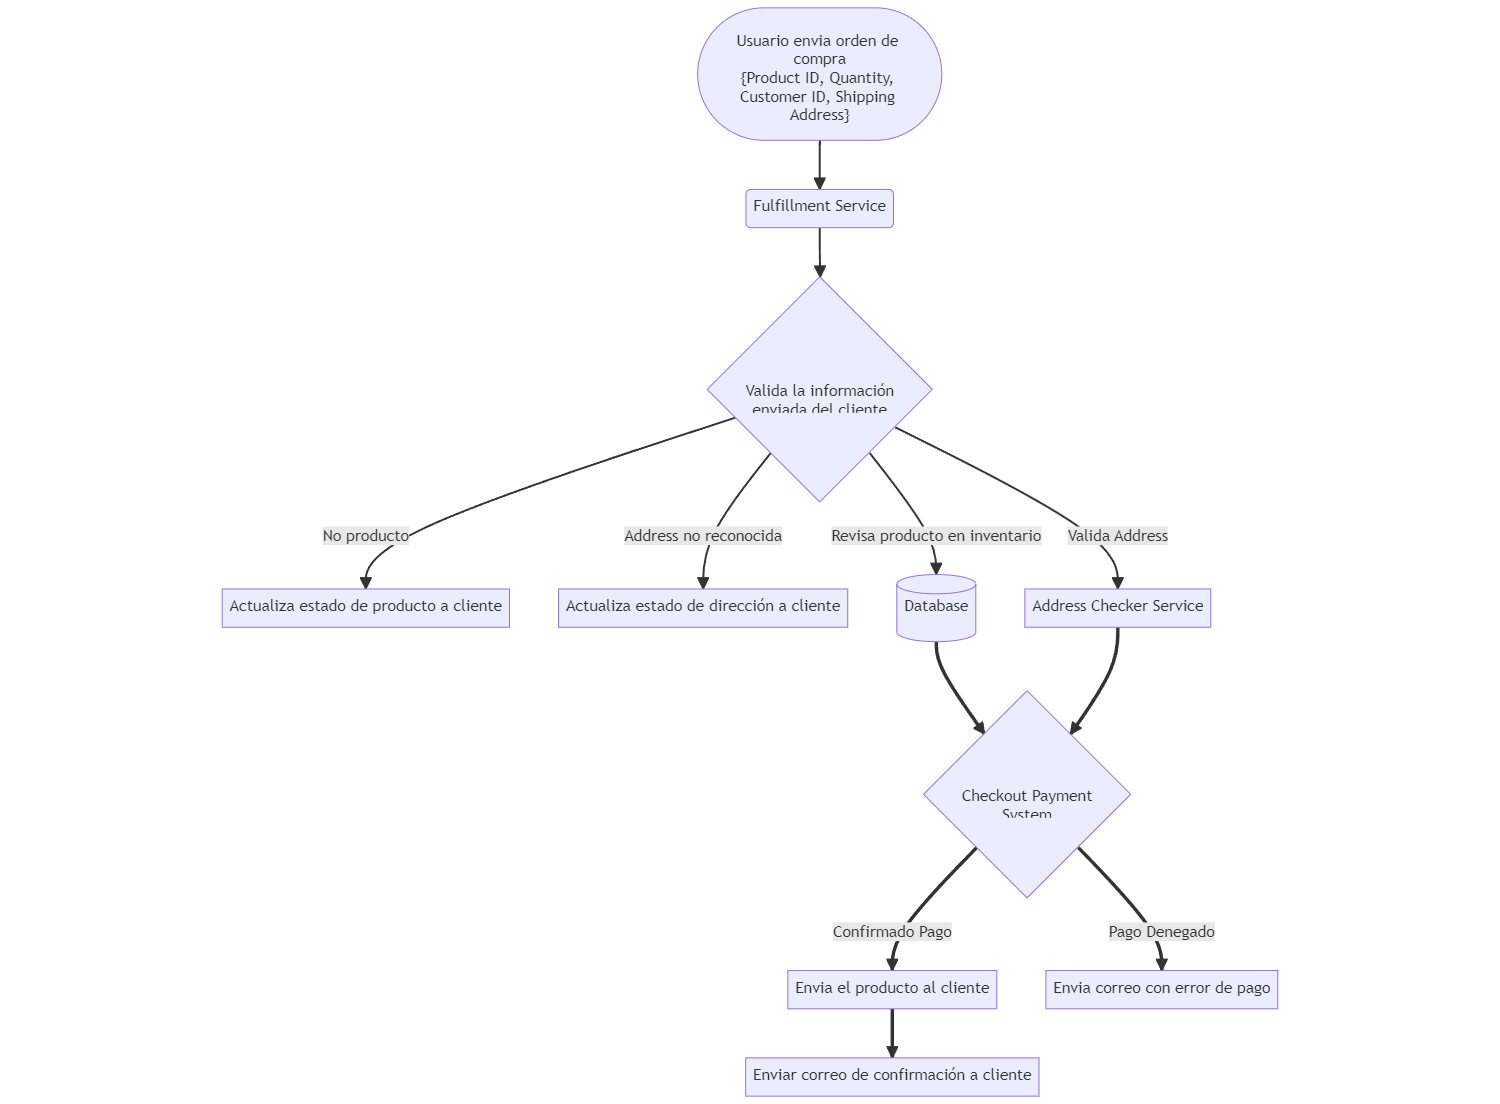 Usuario envia orden de
compra
{Product ID, Quantity,
Customer ID, Shipping
Address}
Fulfillment Service
Valida la información
enviada del cliente
No producto
Address no reconocida
Revisa producto en inventario
Valida Address
Actualiza estado de producto a cliente
Actualiza estado de dirección a cliente
Database
Address Checker Service
Checkout Payment
System
Confirmado Pago
Pago Denegado
Envia el producto al cliente
Envia correo con error de pago
Enviar correo de confirmación a cliente